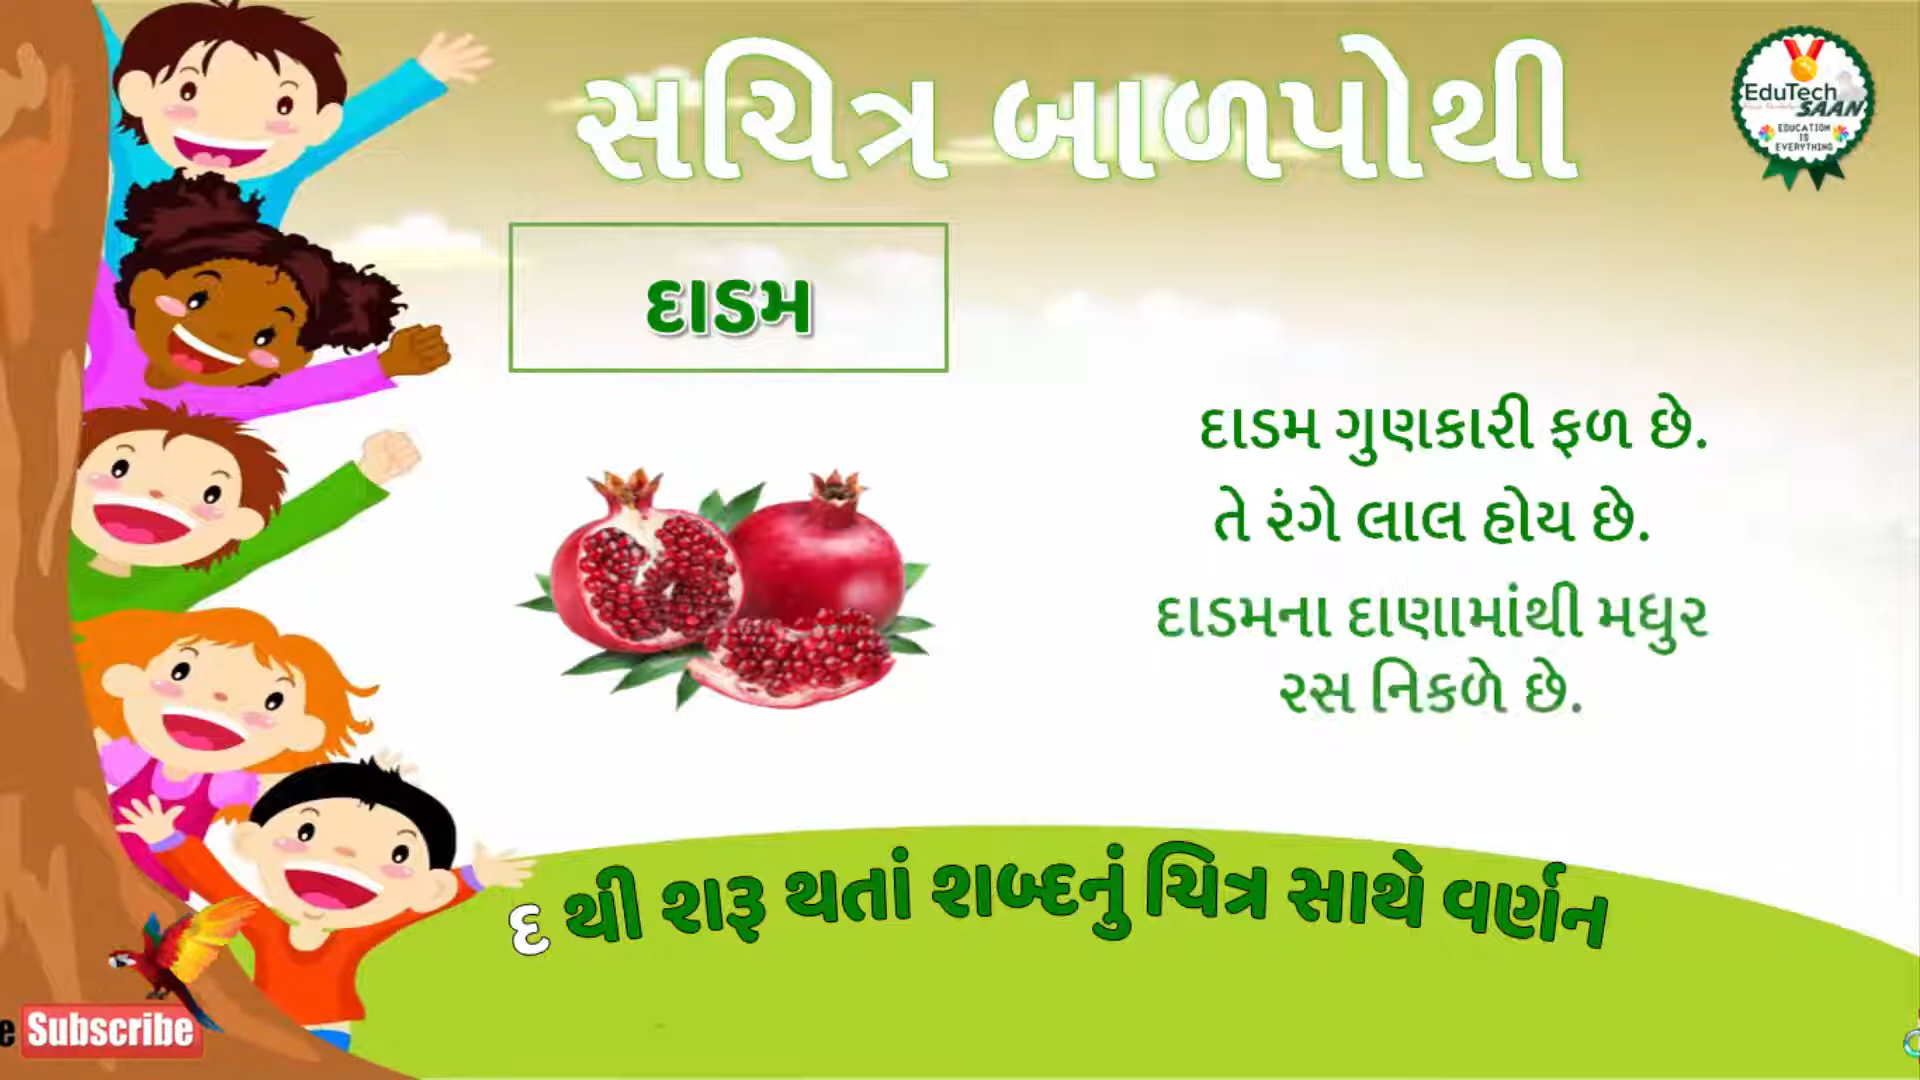 સચિત્ર બાળપોથી
EduTech
SAAN
EDUCATION
IS
EVERYTHING
દાડમ
દાડમ ગુણકારી ફળ છે.
તે રંગે લાલ હોય છે.
દાડમના દાણામાંથી મધુર
રસ નિકળે છે.
દ થી શરૂ થતાં શબ્દનું ચિત્ર સાથે વર્ણન
e Subscribe